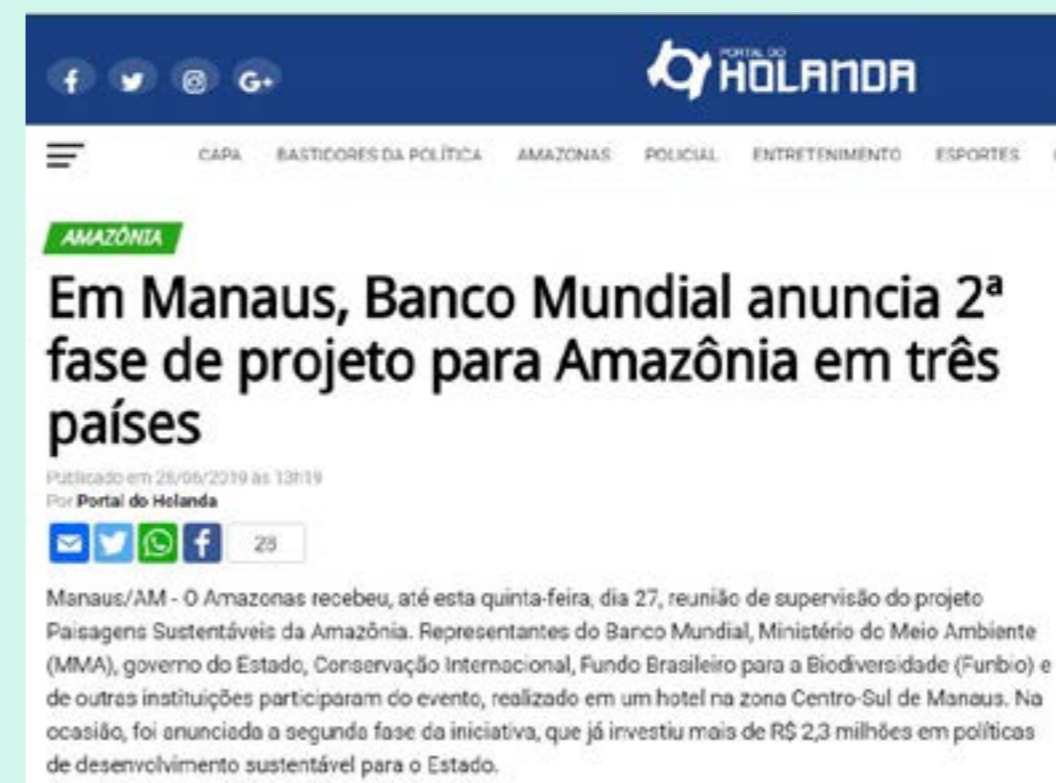 PORTAL DO
HOLANDA
CAPA BASTIDORES DA POLÍTICA AMAZONAS POLICIAL ENTRETENIMENTO ESPORTES
AMAZÔNIA
Em Manaus, Banco Mundial anuncia 2ª
fase de projeto para Amazônia em três
países
Publicado em 28/06/2019 às 13h19
Por Portal do Holanda
28
Manaus/AM - O Amazonas recebeu, até esta quinta-feira, dia 27, reunião de supervisão do projeto
Paisagens Sustentáveis da Amazônia. Representantes do Banco Mundial, Ministério do Meio Ambiente
(MMA), governo do Estado, Conservação Internacional, Fundo Brasileiro para a Biodiversidade (Funbio) e
de outras instituições participaram do evento, realizado em um hotel na zona Centro-Sul de Manaus. Na
ocasião, foi anunciada a segunda fase da iniciativa, que já investiu mais de R$ 2,3 milhões em políticas
de desenvolvimento sustentável para o Estado.